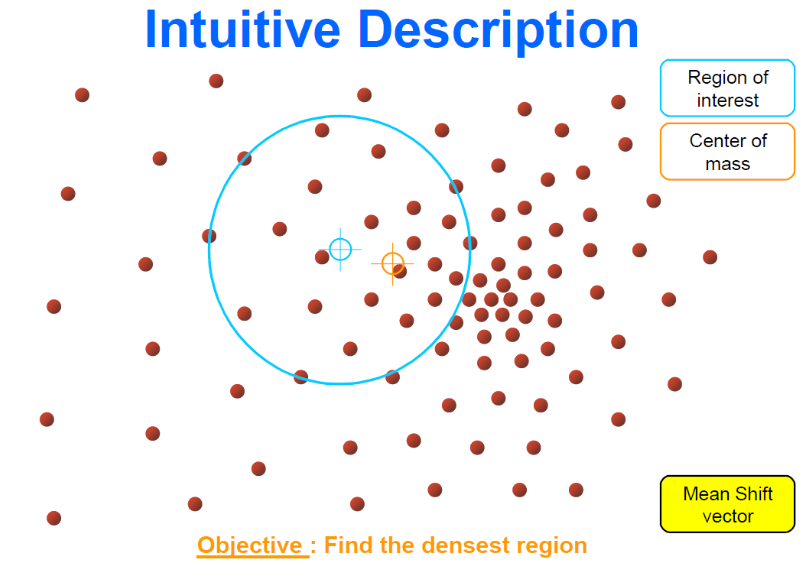 Intuitive Description
Region of
interest
Center of
mass
Mean Shift
vector
Objective : Find the densest region